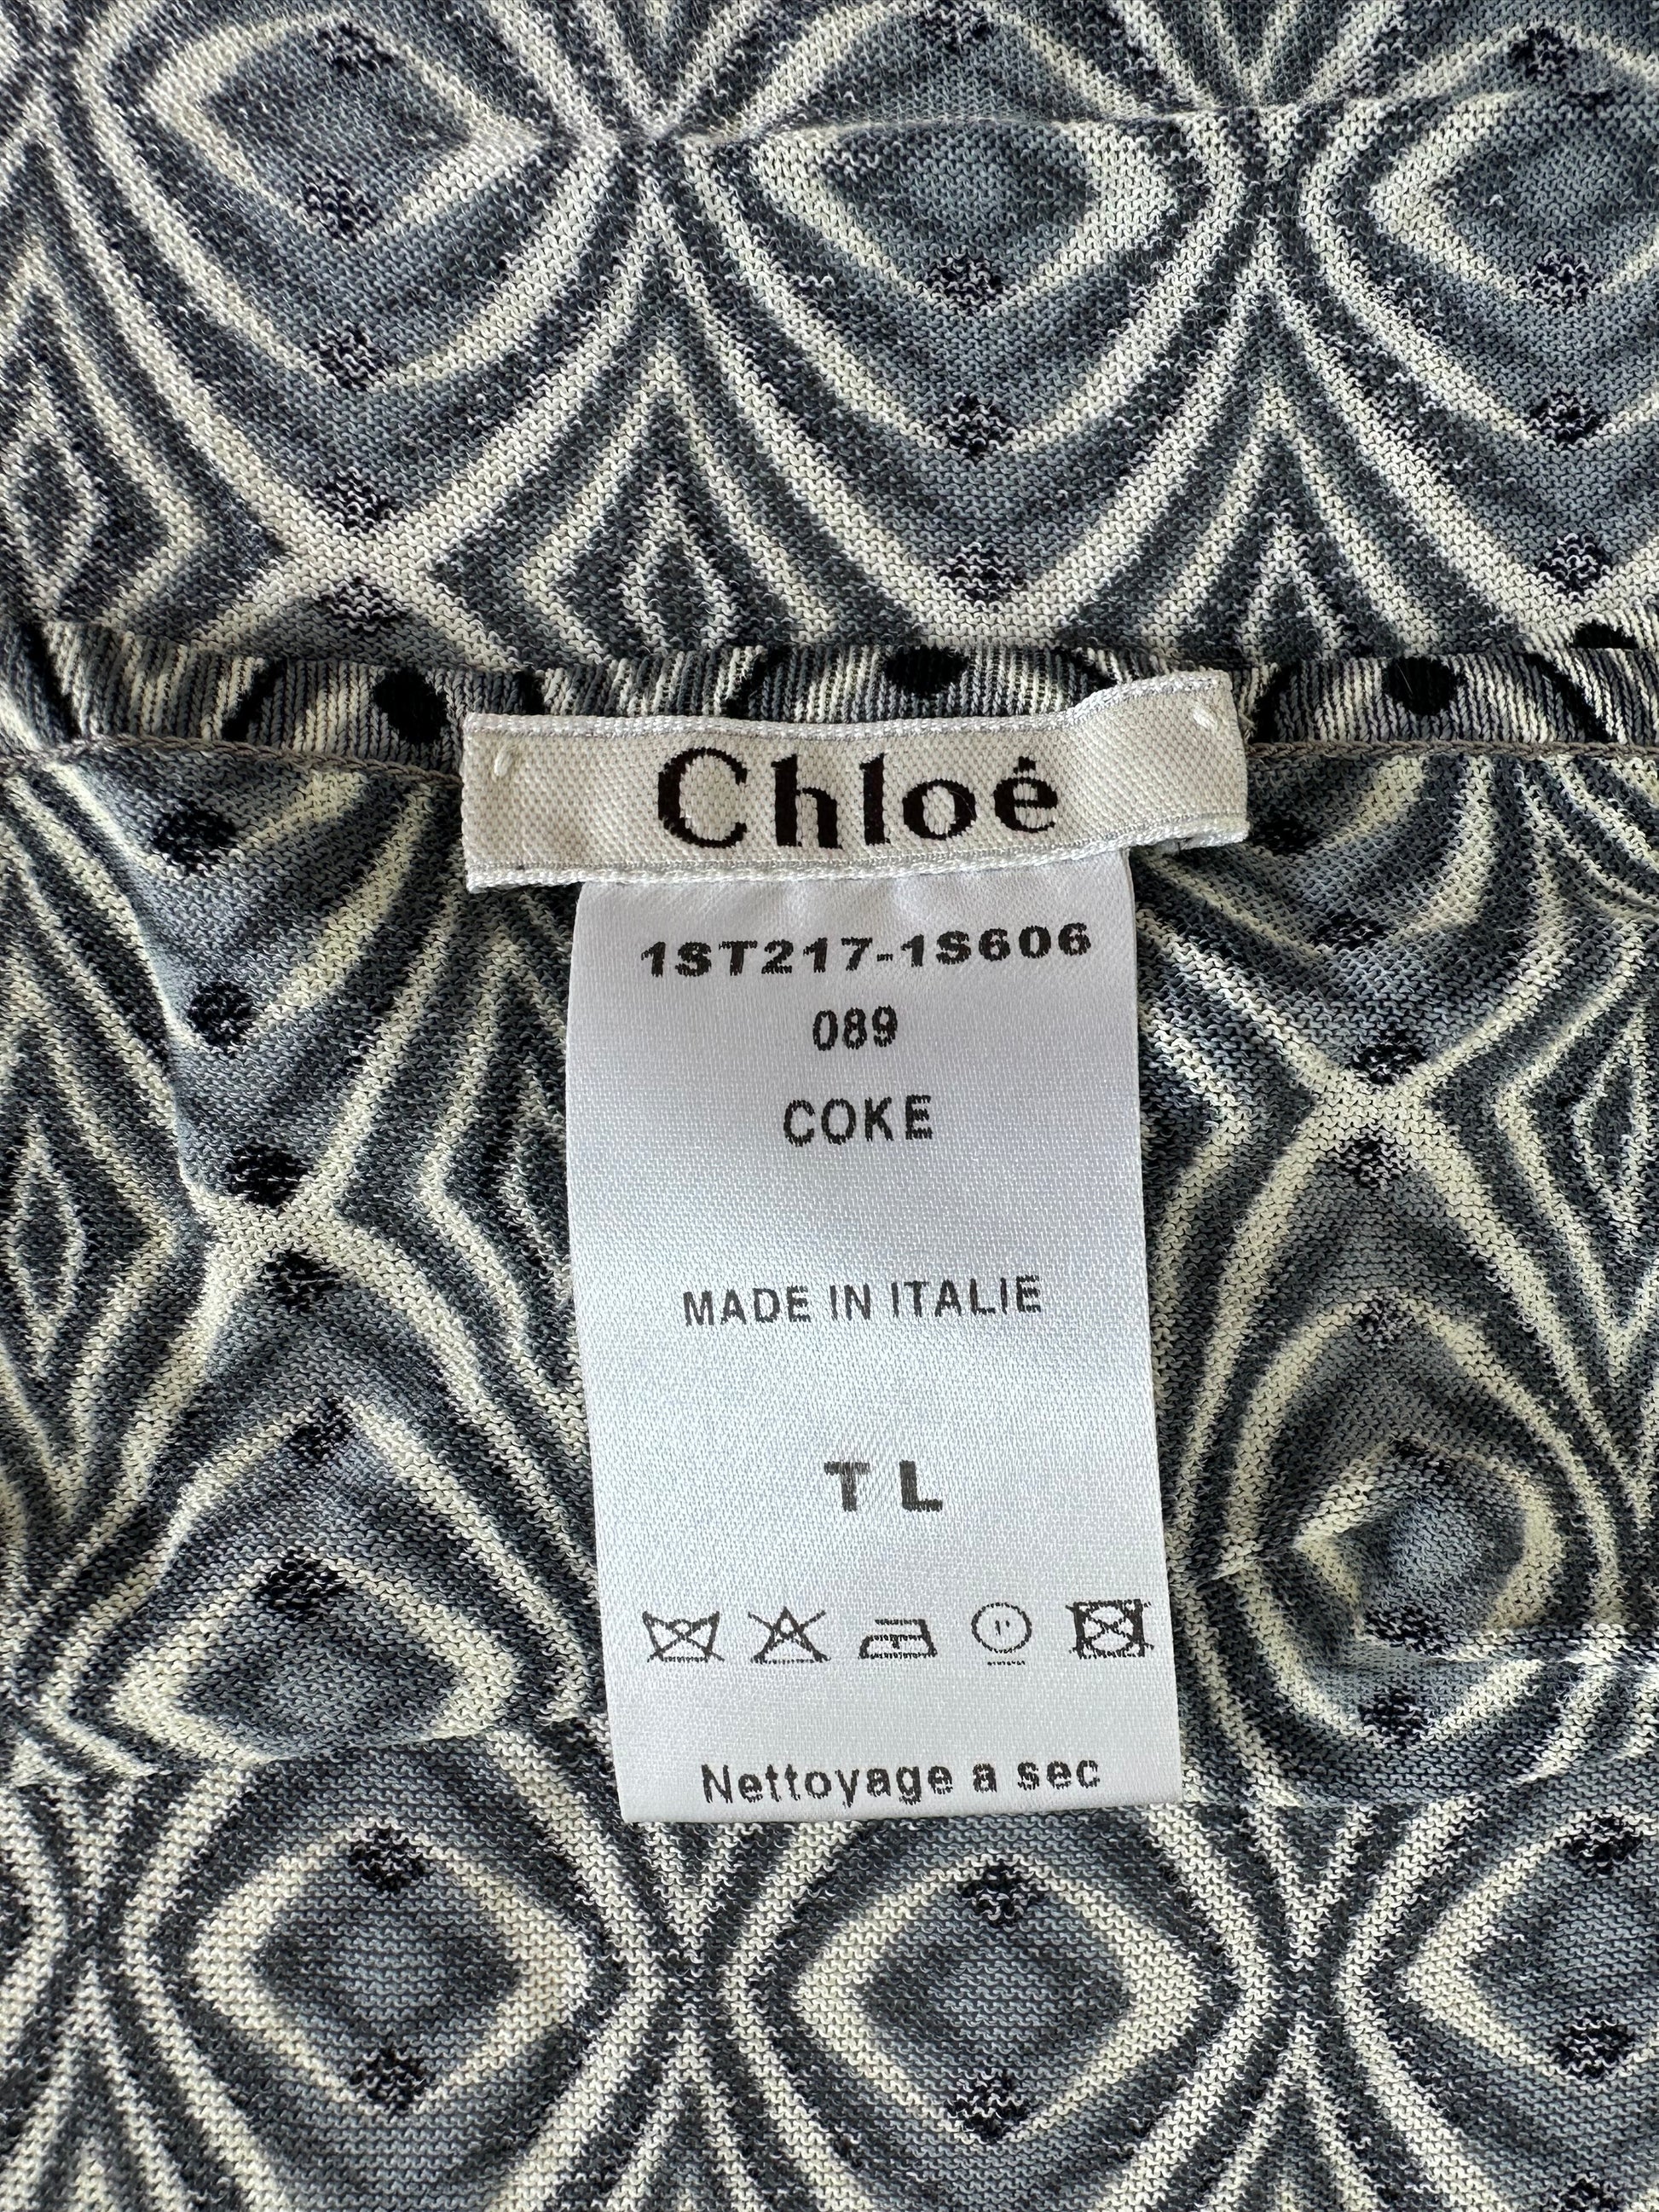 Chloé
1ST217-1S606
089
COKE
MADE IN ITALIE
T L
Nettoyage a sec